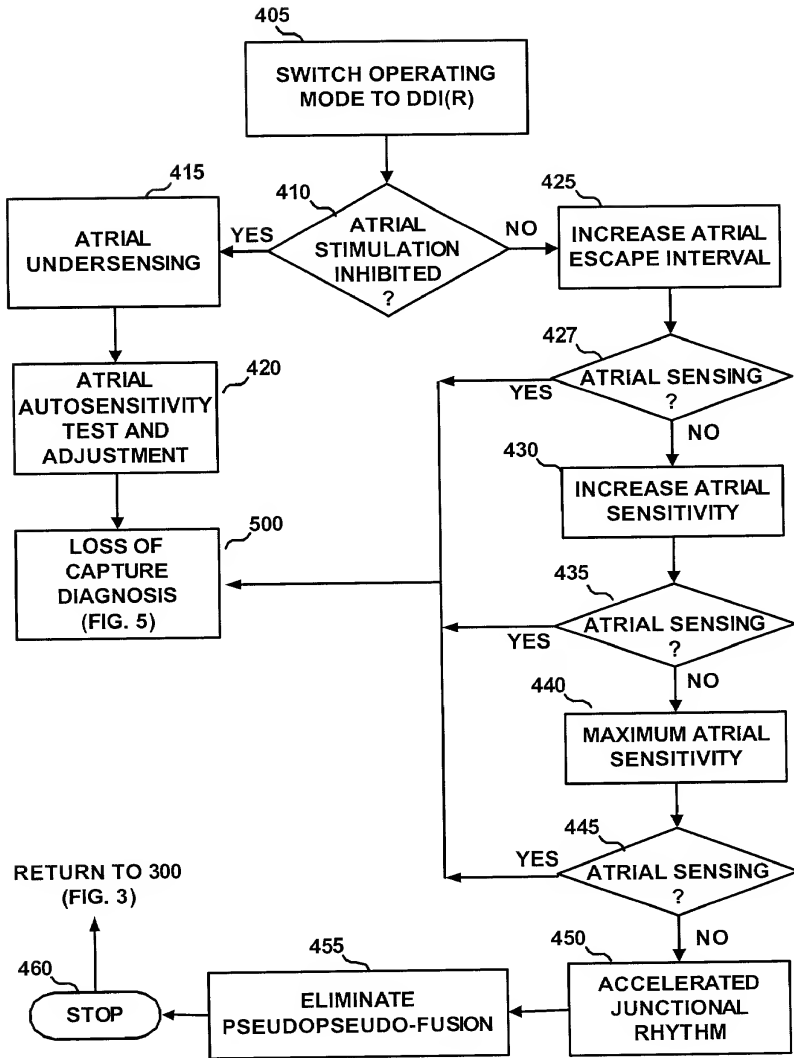 405
SWITCH OPERATING
MODE TO DDI(R)
415
ATRIAL
UNDERSENSING
YES
410
ATRIAL
STIMULATION
INHIBITED
?
NO
425
INCREASE ATRIAL
ESCAPE INTERVAL
420
ATRIAL
AUTOSENSITIVITY
TEST AND
ADJUSTMENT
427
ATRIAL SENSING
?
YES
NO
430
INCREASE ATRIAL
SENSITIVITY
500
LOSS OF
CAPTURE
DIAGNOSIS
(FIG. 5)
435
ATRIAL SENSING
?
YES
NO
440
MAXIMUM ATRIAL
SENSITIVITY
445
ATRIAL SENSING
?
YES
NO
450
ACCELERATED
JUNCTIONAL
RHYTHM
455
ELIMINATE
PSEUDOPSEUDO-FUSION
460
STOP
RETURN TO 300
(FIG. 3)